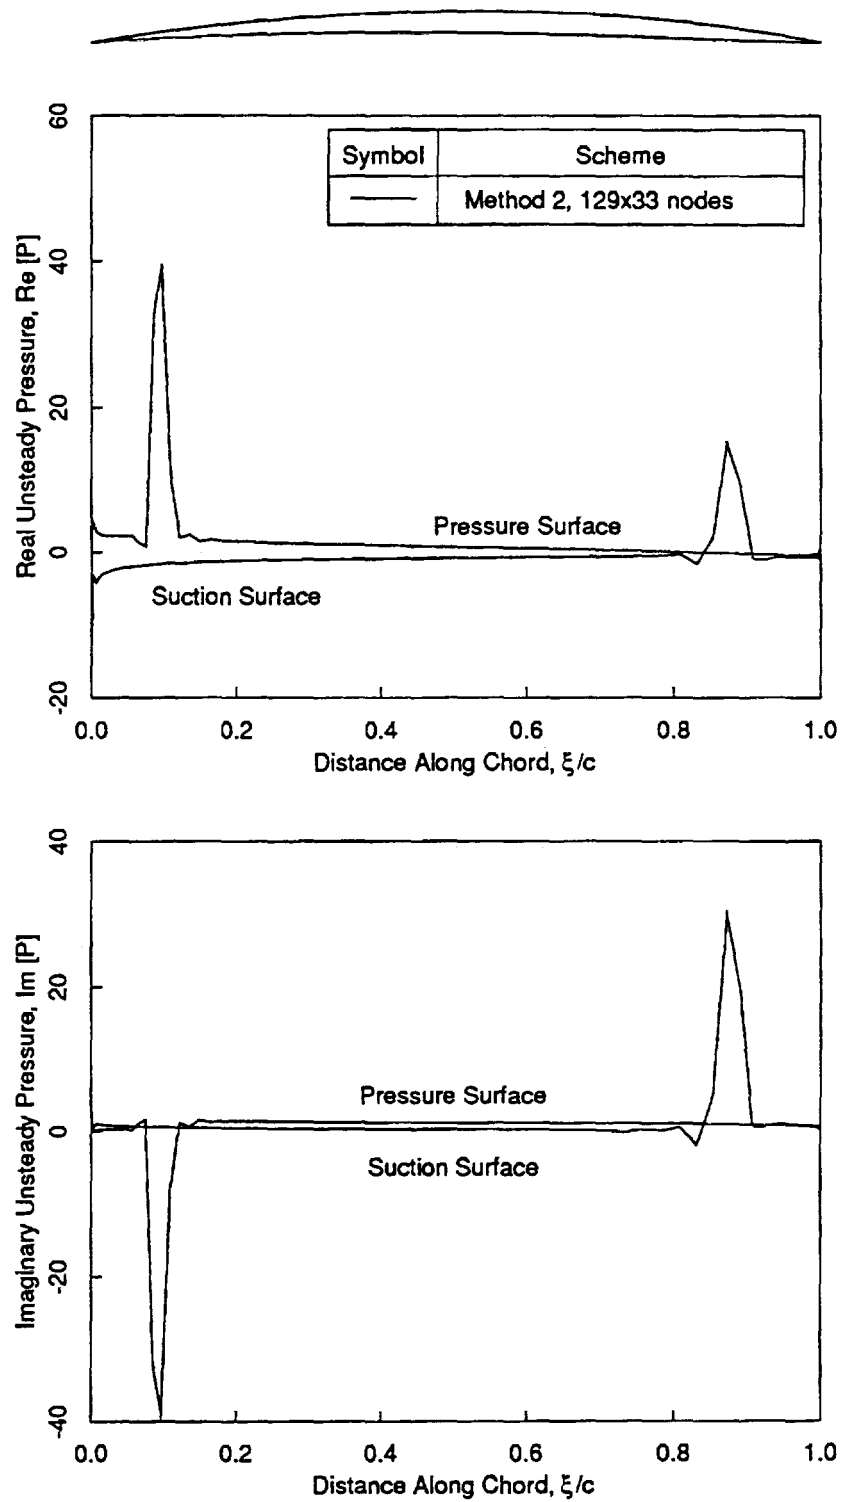 60
Symbol Scheme
Method 2, 129x33 nodes
40
Real Unsteady Pressure, Re [P]
20
Pressure Surface
0
Suction Surface
-20
0.0 0.2 0.4 0.6 0.8 1.0
Distance Along Chord, ξ/c
40
20
Imaginary Unsteady Pressure, Im [P]
Pressure Surface
0
Suction Surface
-20
-40
0.0 0.2 0.4 0.6 0.8 1.0
Distance Along Chord, ξ/c